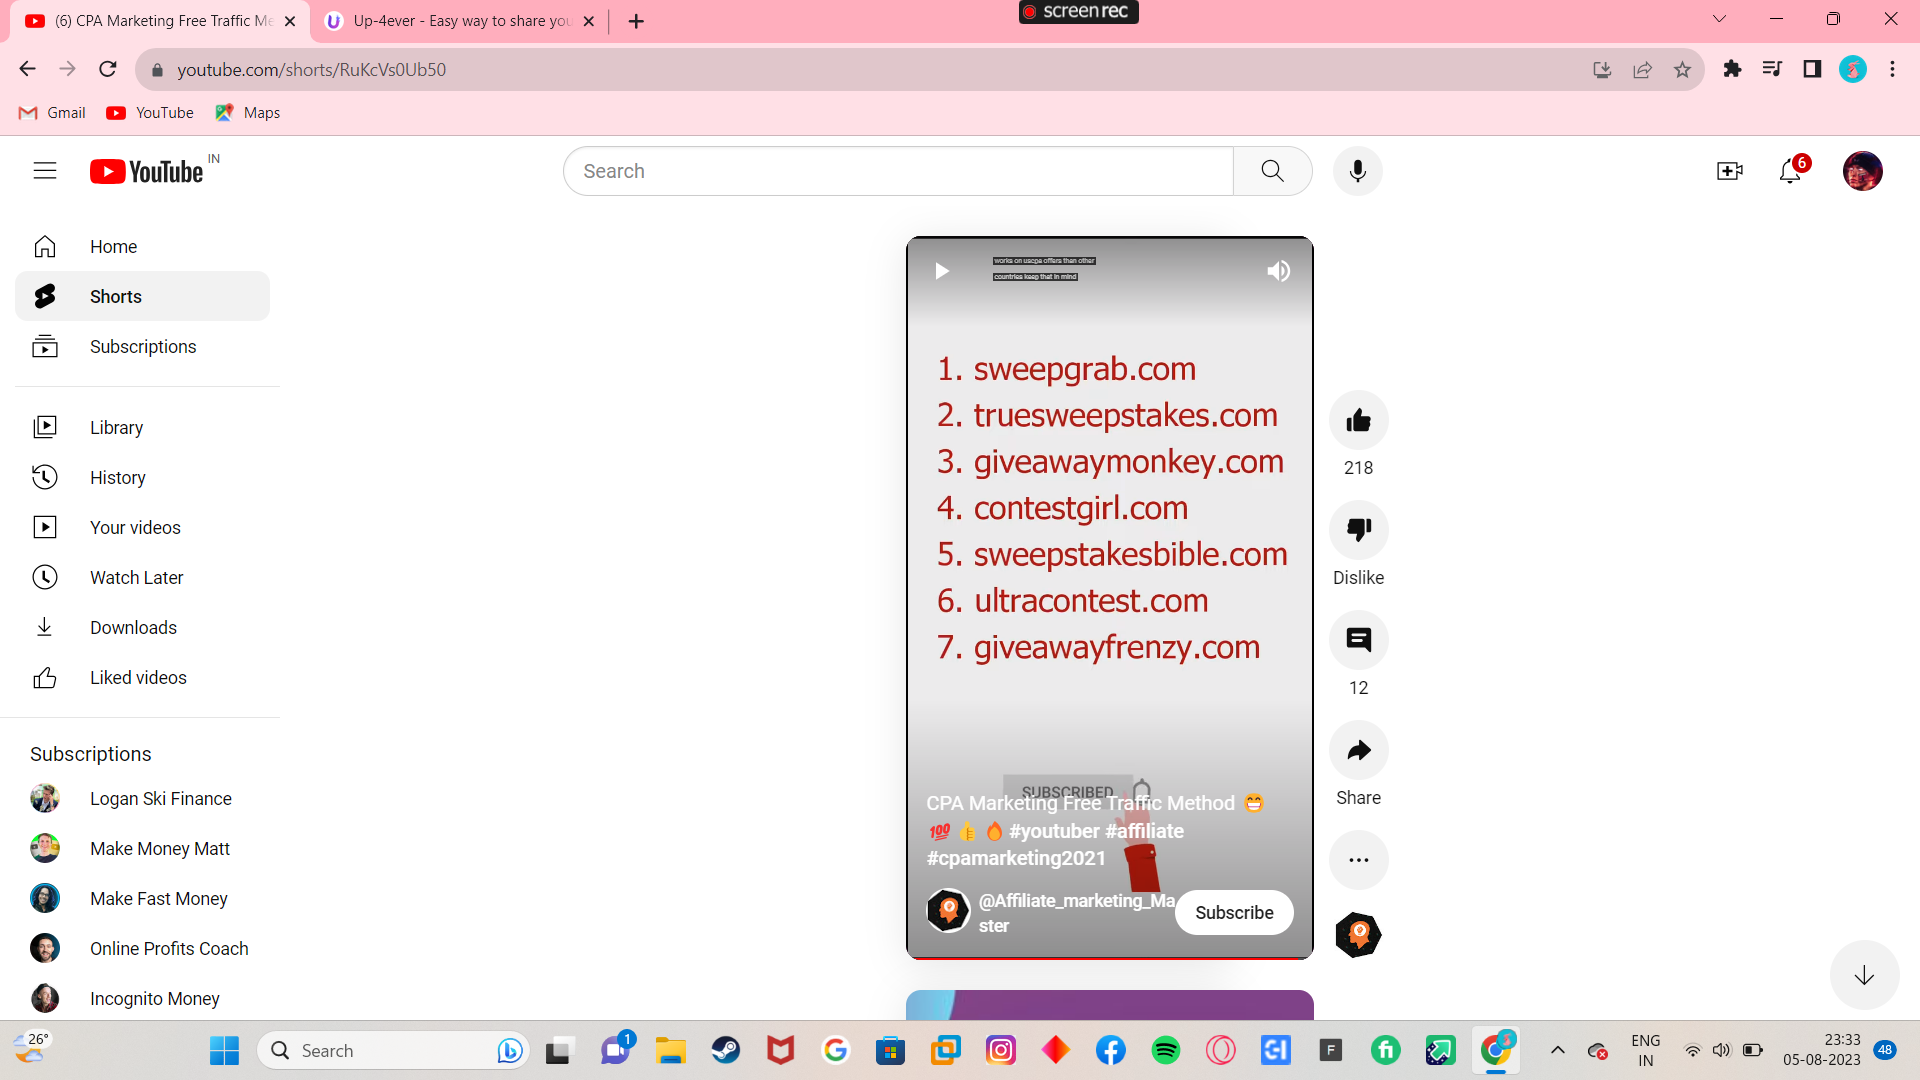 (6) CPA Marketing Free Traffic Me
Up-4ever - Easy way to share you
screenrec
youtube.com/shorts/RuKcVs0Ub50
Gmail
YouTube
Maps
YouTube
IN
Search
6
Home
Shorts
Subscriptions
Library
History
Your videos
Watch Later
Downloads
Liked videos
Subscriptions
Logan Ski Finance
Make Money Matt
Make Fast Money
Online Profits Coach
Incognito Money
works on uscpa offers than other
countries keep that in mind
1. sweepgrab.com
2. truesweepstakes.com
3. giveawaymonkey.com
4. contestgirl.com
5. sweepstakesbible.com
6. ultracontest.com
7. giveawayfrenzy.com
SUBSCRIBED
CPA Marketing Free Traffic Method 😁
💯 👍 🔥 #youtuber #affiliate
#cpamarketing2021
@Affiliate_marketing_Ma
ster
Subscribe
218
Dislike
12
Share
26°
Search
1
F
fi
ENG
IN
23:33
05-08-2023
48